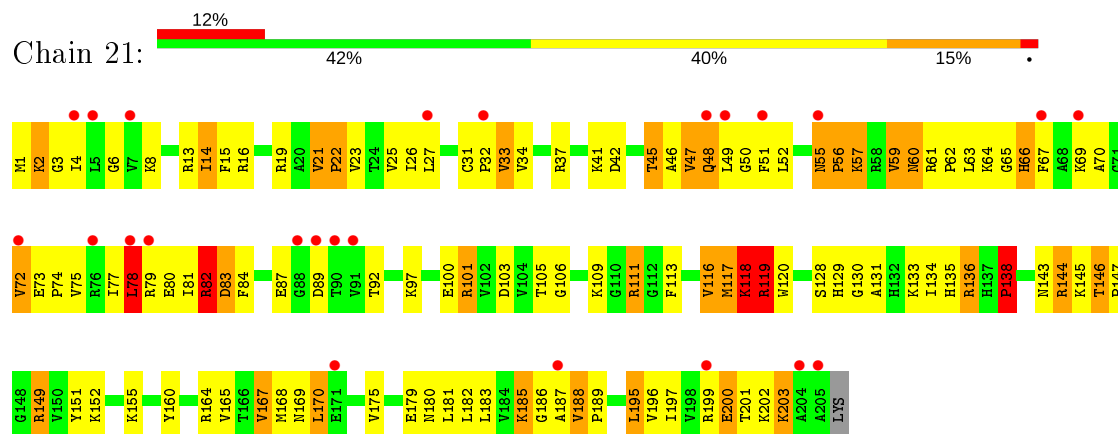 12%
Chain 21:
42% 40% 15% •
M1 K2 G3 I4 L5 G6 V7 K8 R13 I14 F15 R16 R19 A20 V21 P22 V23 T24 V25 I26 L27 C31 P32 V33 V34 R37 K41 D42 T45 A46 V47 Q48 L49 G50 F51 L52 N55 P56 K57 R58 V59 N60 R61 P62 L63 K64 G65 H66 F67 A68 K69 A70 G71
V72 E73 P74 V75 R76 I77 L78 R79 E80 I81 R82 D83 F84 E87 G88 D89 T90 V91 T92 K97 E100 R101 V102 D103 V104 T105 G106 K109 G110 R111 G112 F113 V116 M117 K118 R119 W120 S128 H129 G130 A131 H132 K133 I134 H135 R136 H137 P138 N143 R144 K145 T146 P147
G148 R149 V150 Y151 K152 K155 Y160 R164 V165 T166 V167 M168 N169 L170 E171 V175 E179 N180 L181 L182 L183 V184 K185 G186 A187 V188 P189 L195 V196 I197 V198 R199 E200 T201 K202 K203 A204 A205 LYS